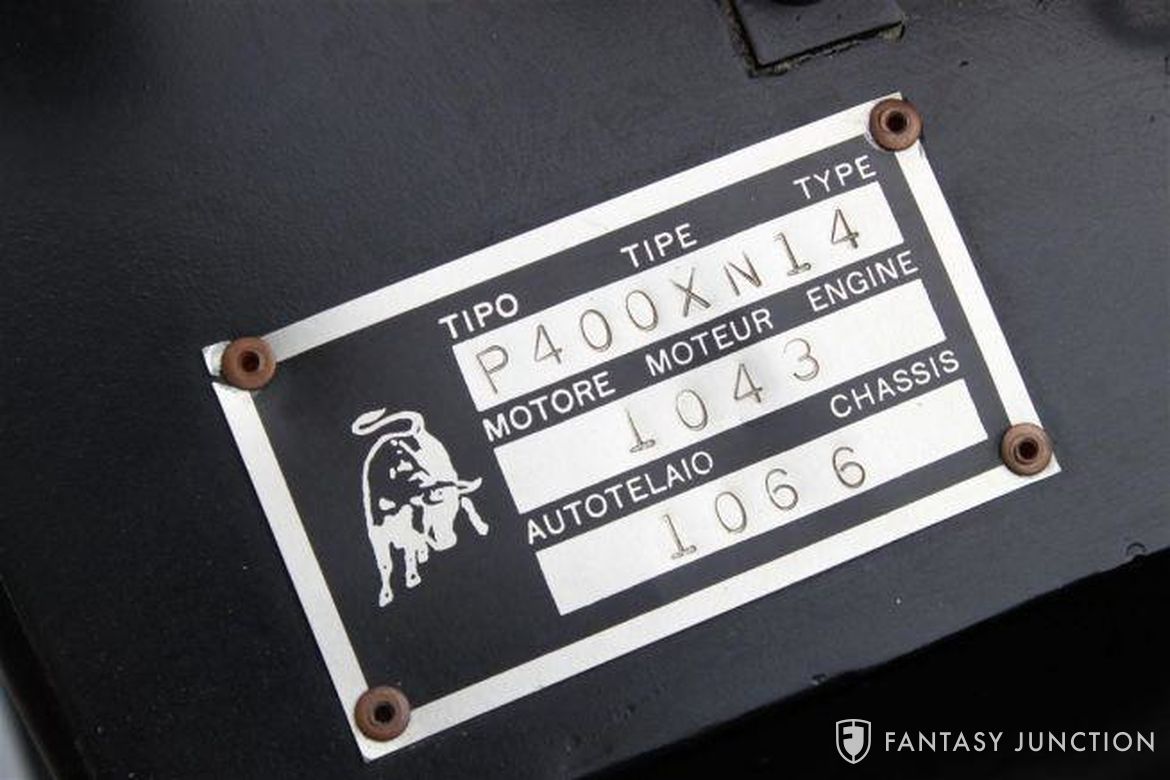 TIPO TIPE TYPE
P400XN14
MOTORE MOTEUR ENGINE
1043
AUTOTELAIO CHASSIS
1066
FANTASY JUNCTION